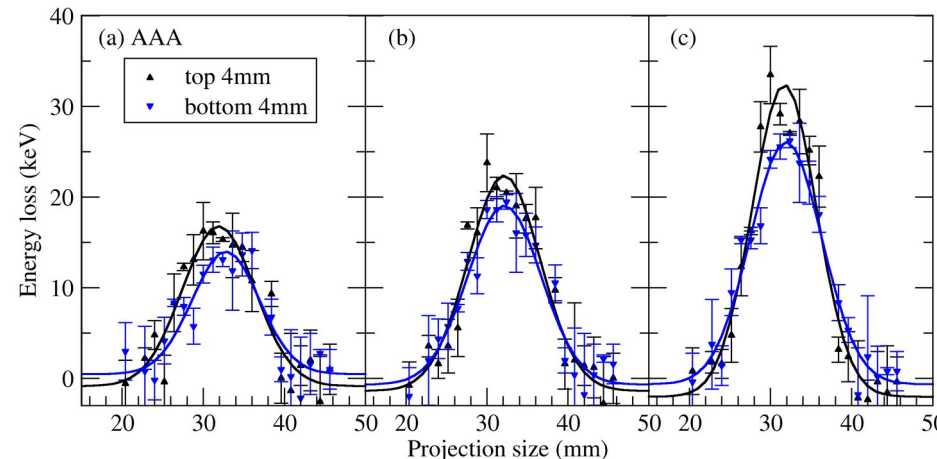 40
30
20
10
0
Energy loss (keV)
(a) AAA
top 4mm
bottom 4mm
(b)
(c)
20 30 40 50 20 30 40 50 20 30 40 50
Projection size (mm)